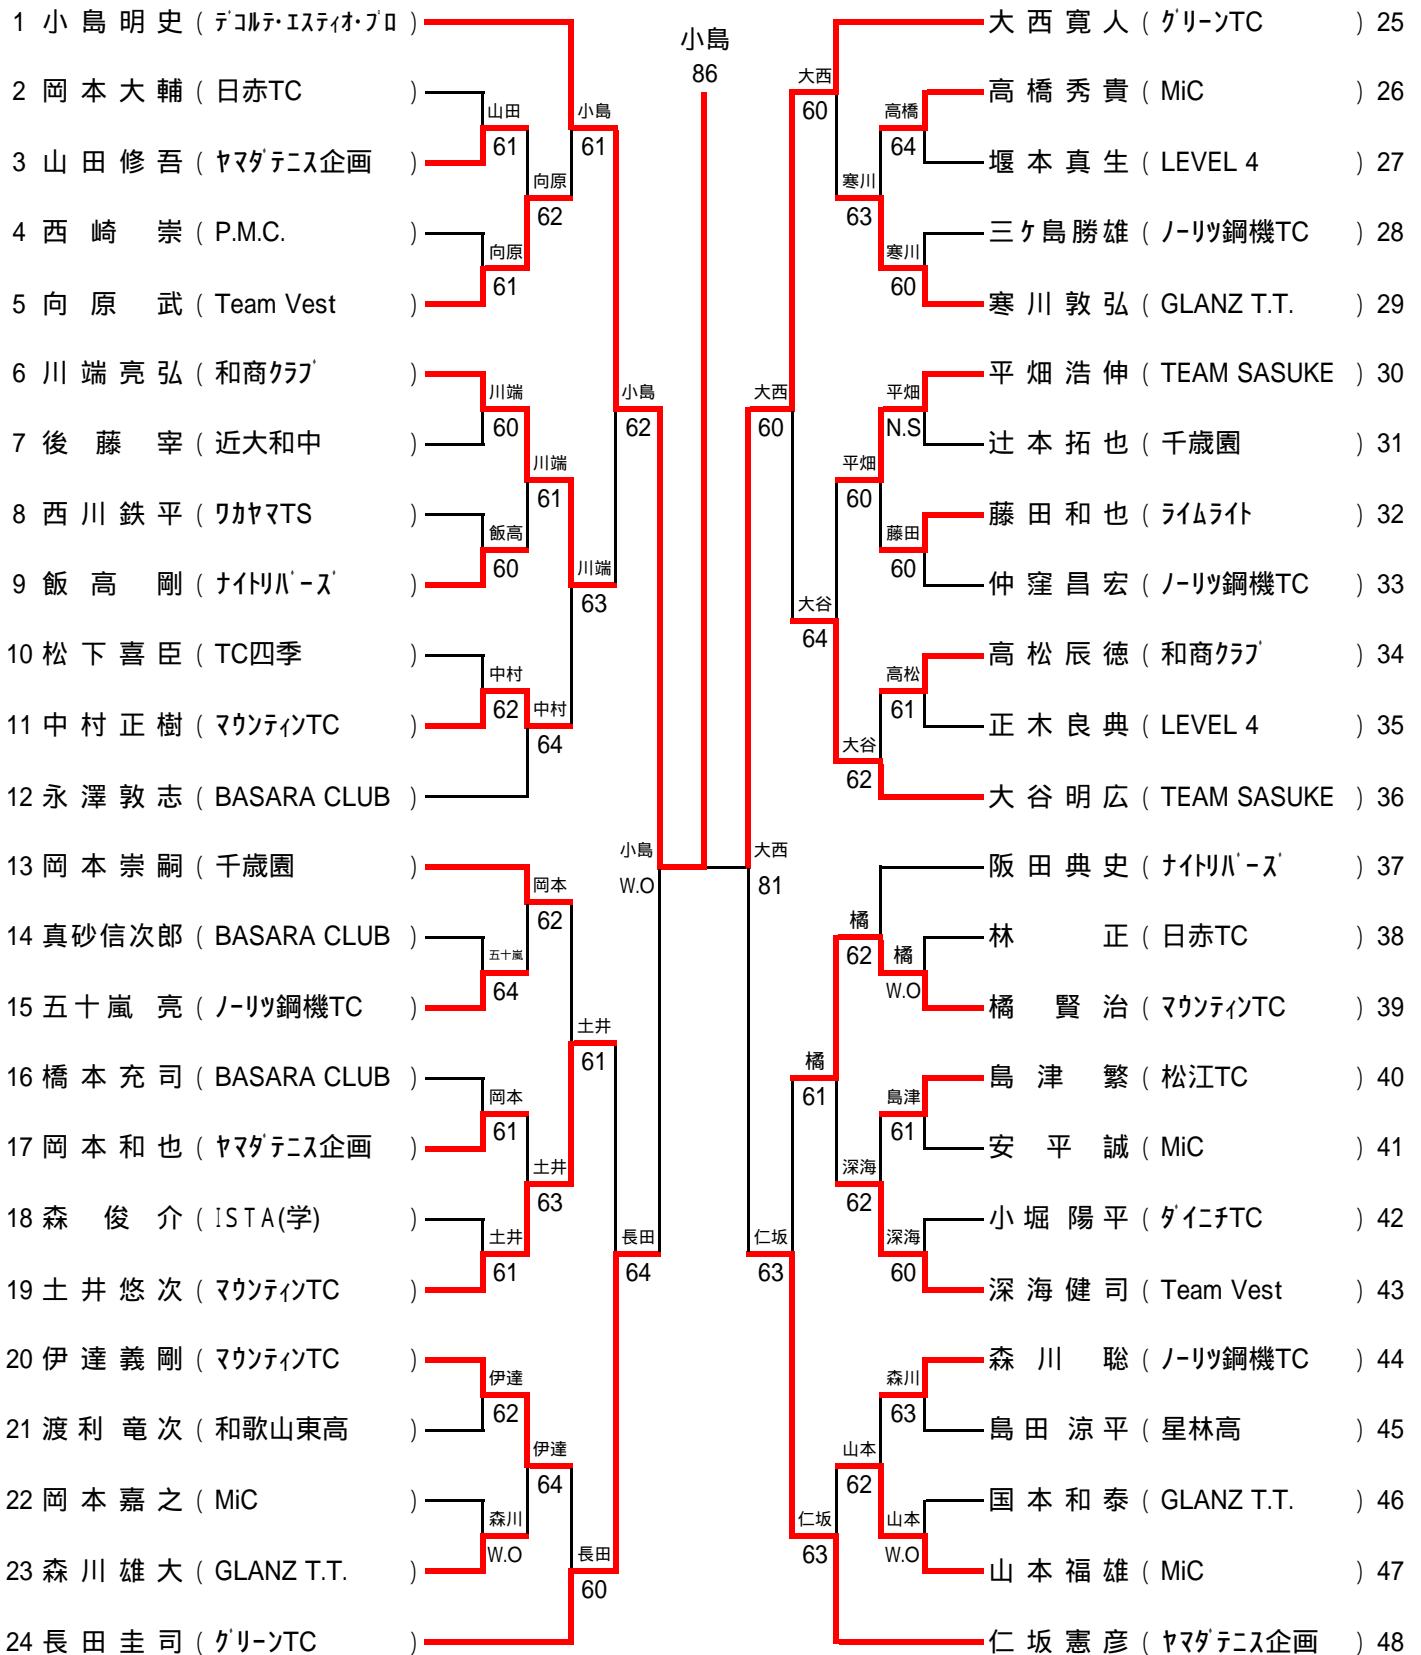 小島
86
1 小島明史 ( デコルテ・エスティオ・プロ )
2 岡本大輔 ( 日赤TC )
3 山田修吾 ( ヤマダテニス企画 )
4 西崎 崇 ( P.M.C. )
5 向原 武 ( Team Vest )
6 川端亮弘 ( 和商クラブ )
7 後藤 宰 ( 近大和中 )
8 西川鉄平 ( ワカヤマTS )
9 飯高 剛 ( ナイトリバーズ )
10 松下喜臣 ( TC四季 )
11 中村正樹 ( マウンティンTC )
12 永澤敦志 ( BASARA CLUB )
13 岡本崇嗣 ( 千歳園 )
14 真砂信次郎 ( BASARA CLUB )
15 五十嵐 亮 ( ノーリツ鋼機TC )
16 橋本充司 ( BASARA CLUB )
17 岡本和也 ( ヤマダテニス企画 )
18 森 俊介 ( ISTA(学) )
19 土井悠次 ( マウンティンTC )
20 伊達義剛 ( マウンティンTC )
21 渡利竜次 ( 和歌山東高 )
22 岡本嘉之 ( MiC )
23 森川雄大 ( GLANZ T.T. )
24 長田圭司 ( グリーンTC )
山田
61
向原
61
川端
60
飯高
60
中村
62
五十嵐
64
岡本
61
土井
61
伊達
62
森川
W.O
向原
62
川端
61
中村
64
岡本
62
土井
63
伊達
64
小島
61
川端
63
土井
61
長田
60
小島
62
長田
64
小島
W.O
大西
81
大西
60
仁坂
63
大西
60
大谷
64
橘
61
仁坂
63
寒川
63
平畑
60
大谷
62
橘
62
深海
62
山本
62
高橋
64
寒川
60
平畑
N.S
藤田
60
高松
61
橘
W.O
島津
61
深海
60
森川
63
山本
W.O
大西寛人 ( グリーンTC ) 25
高橋秀貴 ( MiC ) 26
堰本真生 ( LEVEL 4 ) 27
三ケ島勝雄 ( ノーリツ鋼機TC ) 28
寒川敦弘 ( GLANZ T.T. ) 29
平畑浩伸 ( TEAM SASUKE ) 30
辻本拓也 ( 千歳園 ) 31
藤田和也 ( ライムライト ) 32
仲窪昌宏 ( ノーリツ鋼機TC ) 33
高松辰徳 ( 和商クラブ ) 34
正木良典 ( LEVEL 4 ) 35
大谷明広 ( TEAM SASUKE ) 36
阪田典史 ( ナイトリバーズ ) 37
林 正 ( 日赤TC ) 38
橘 賢治 ( マウンティンTC ) 39
島津 繁 ( 松江TC ) 40
安平誠 ( MiC ) 41
小堀陽平 ( ダイニチTC ) 42
深海健司 ( Team Vest ) 43
森川 聡 ( ノーリツ鋼機TC ) 44
島田涼平 ( 星林高 ) 45
国本和泰 ( GLANZ T.T. ) 46
山本福雄 ( MiC ) 47
仁坂憲彦 ( ヤマダテニス企画 ) 48